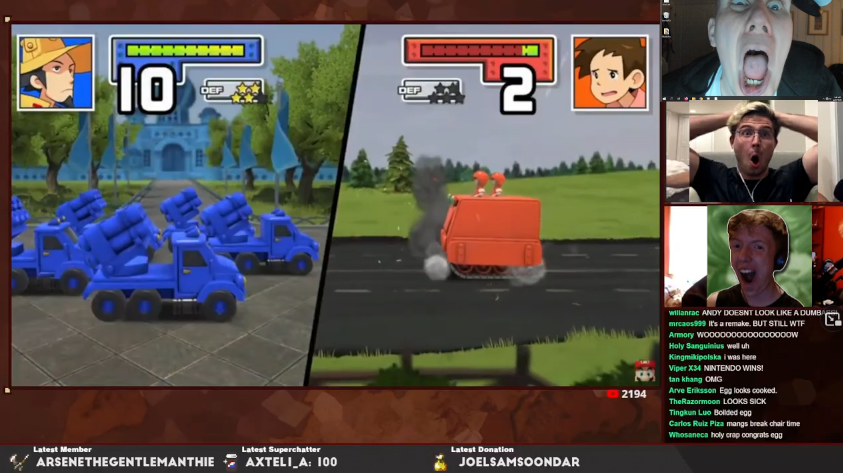 10
DEF
DEF
2
willanrac ANDY DOESNT LOOK LIKE A DUMBASS
mrcaos999 It's a remake. BUT STILL WTF
Armory WOOOOOOOOOOOOOOOOW
Holy Sanguinius well uh
Kingmikipolska i was here
Viper X34 NINTENDO WINS!
tan khang OMG
Arve Eriksson Egg looks cooked.
TheRazormoon LOOKS SICK
Tingkun Luo Boilded egg
Carlos Ruiz Piza mangs break chair time
Whosaneca holy crap congrats egg
2194
Latest Member
ARSENETHEGENTLEMANTHIE
Latest Superchatter
AXTELI_A: 100
Latest Donation
JOELSAMSOONDAR